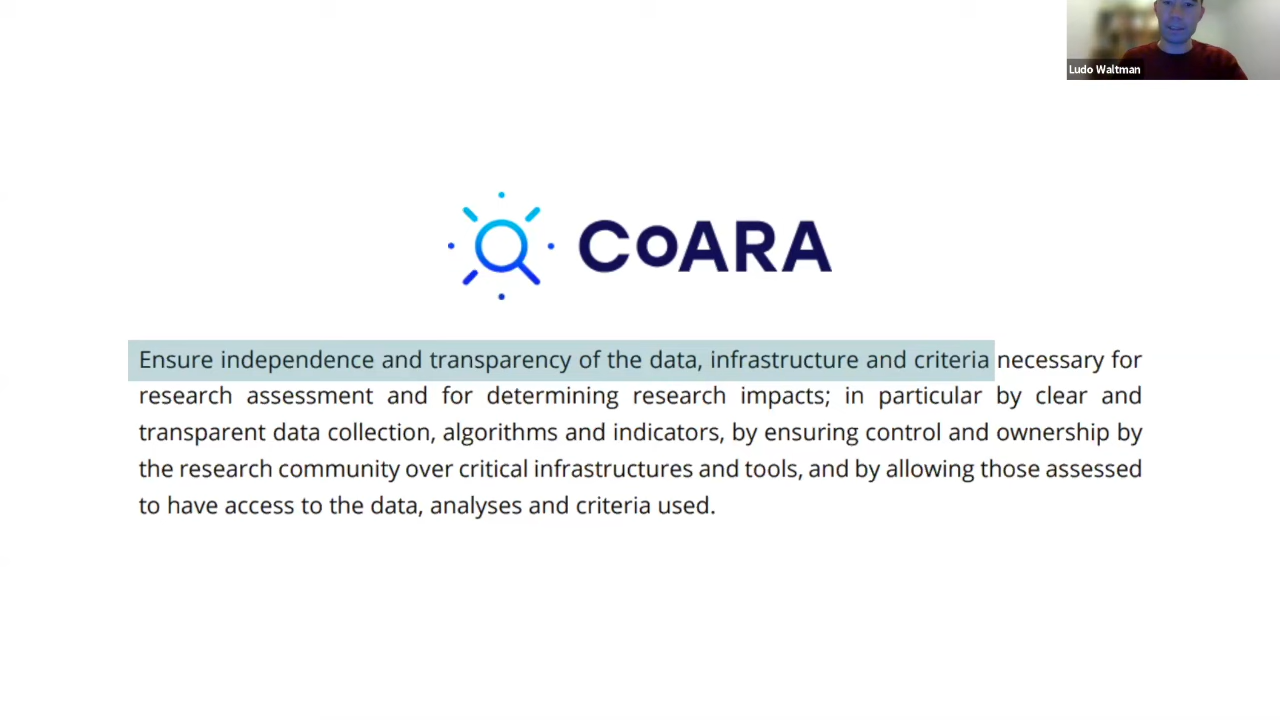 Ludo Waltman
CoARA
Ensure independence and transparency of the data, infrastructure and criteria necessary for
research assessment and for determining research impacts; in particular by clear and
transparent data collection, algorithms and indicators, by ensuring control and ownership by
the research community over critical infrastructures and tools, and by allowing those assessed
to have access to the data, analyses and criteria used.